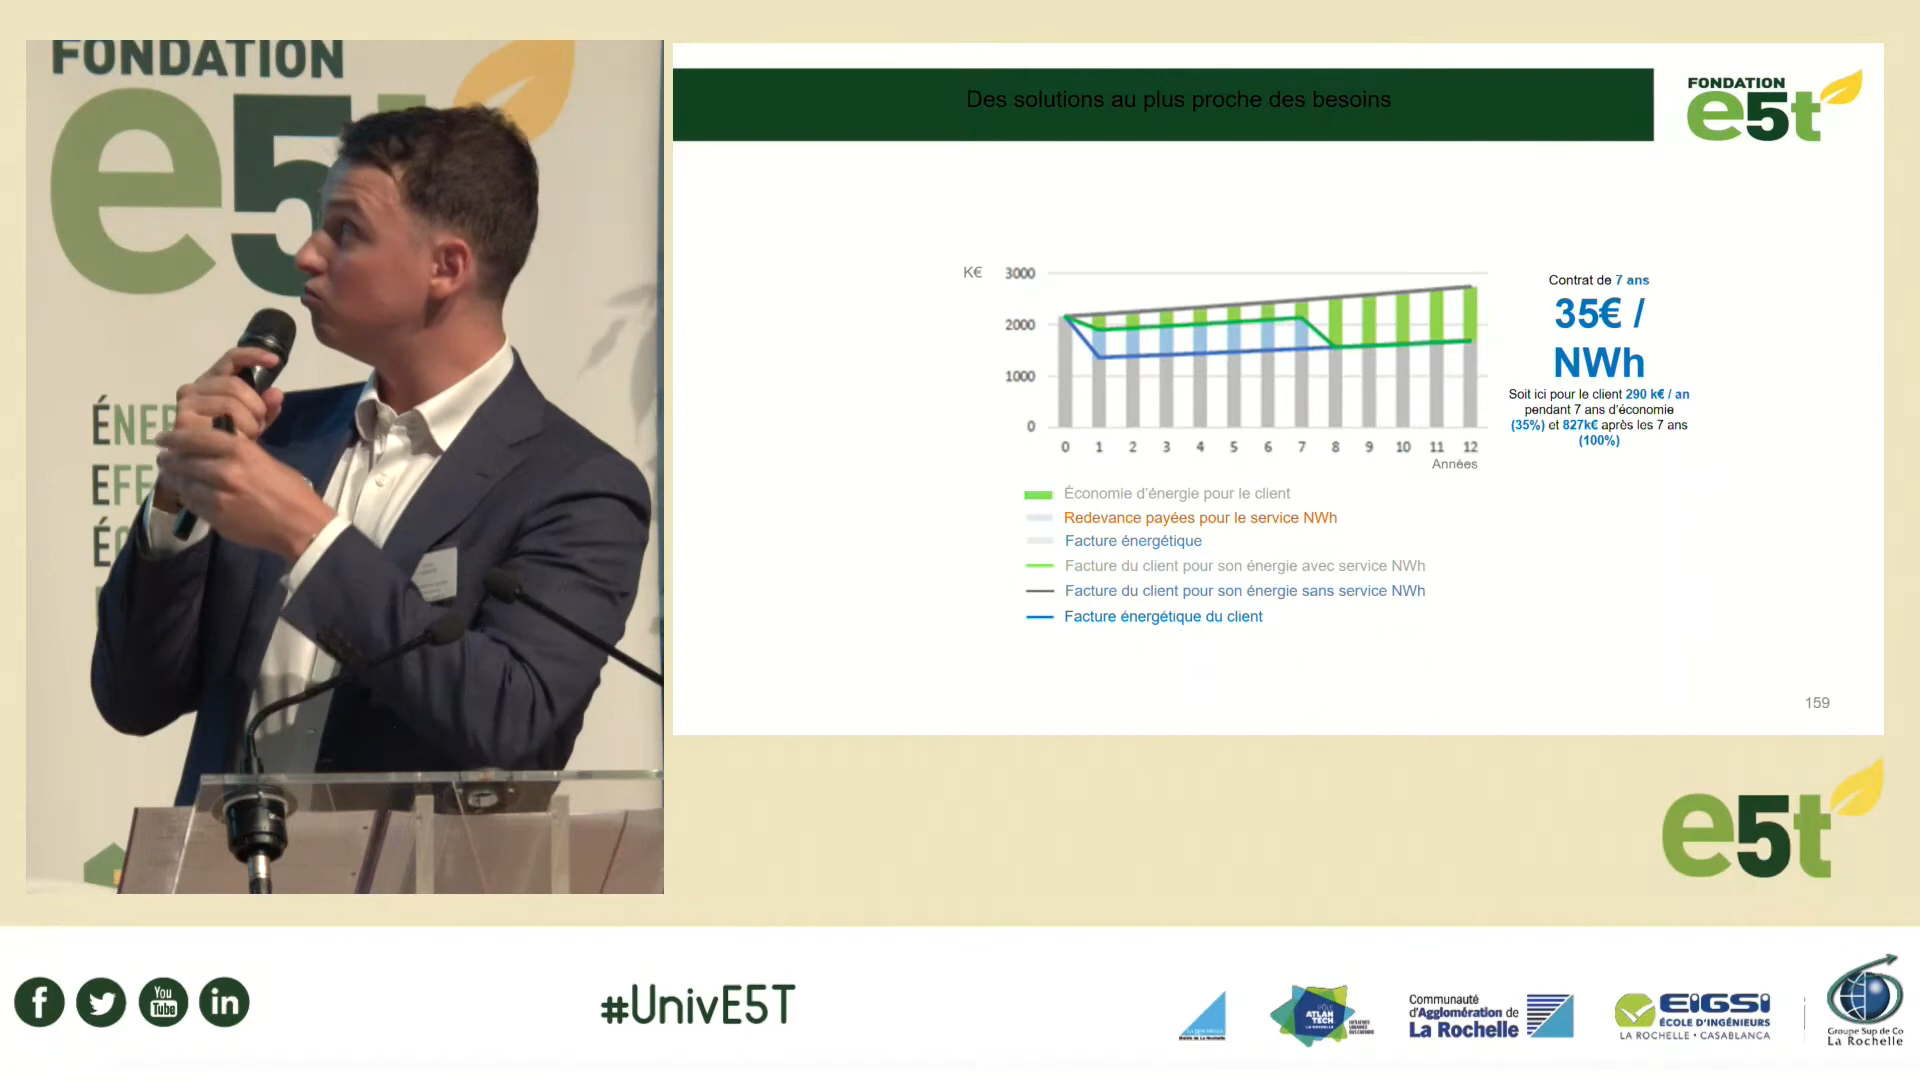 FONDATION
e5t
ÉNE
EFF
É
Des solutions au plus proche des besoins
FONDATION
e5t
K€
3000
2000
1000
0
0 1 2 3 4 5 6 7 8 9 10 11 12
Années
Contrat de 7 ans
35€ /
NWh
Soit ici pour le client 290 k€ / an
pendant 7 ans d'économie
(35%) et 827k€ après les 7 ans
(100%)
Économie d'énergie pour le client
Redevance payées pour le service NWh
Facture énergétique
Facture du client pour son énergie avec service NWh
Facture du client pour son énergie sans service NWh
Facture énergétique du client
159
e5t
You
Tube
in
#UnivE5T
ATLAN
TECH
LA ROCHELLE
Communauté
d'Agglomération de
La Rochelle
EIGSI
ÉCOLE D'INGÉNIEURS
LA ROCHELLE • CASABLANCA
Groupe Sup de Co
La Rochelle